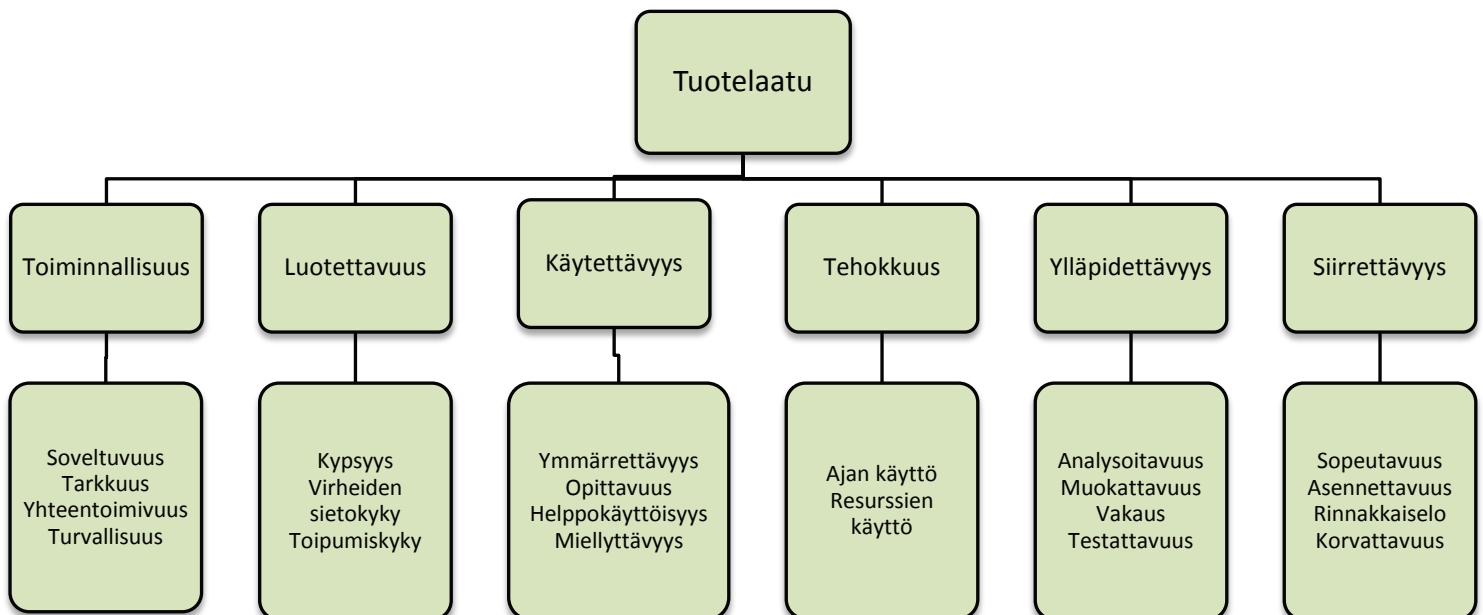 Tuotelaatu
Toiminnallisuus
Luotettavuus
Käytettävyys
Tehokkuus
Ylläpidettävyys
Siirrettävyys
Soveltuvuus
Tarkkuus
Yhteentoimivuus
Turvallisuus
Kypsyys
Virheiden
sietokyky
Toipumiskyky
Ymmärrettävyys
Opittavuus
Helppokäyttöisyys
Miellyttävyys
Ajan käyttö
Resurssien
käyttö
Analysoitavuus
Muokattavuus
Vakaus
Testattavuus
Sopeutavuus
Asennettavuus
Rinnakkaiselo
Korvattavuus